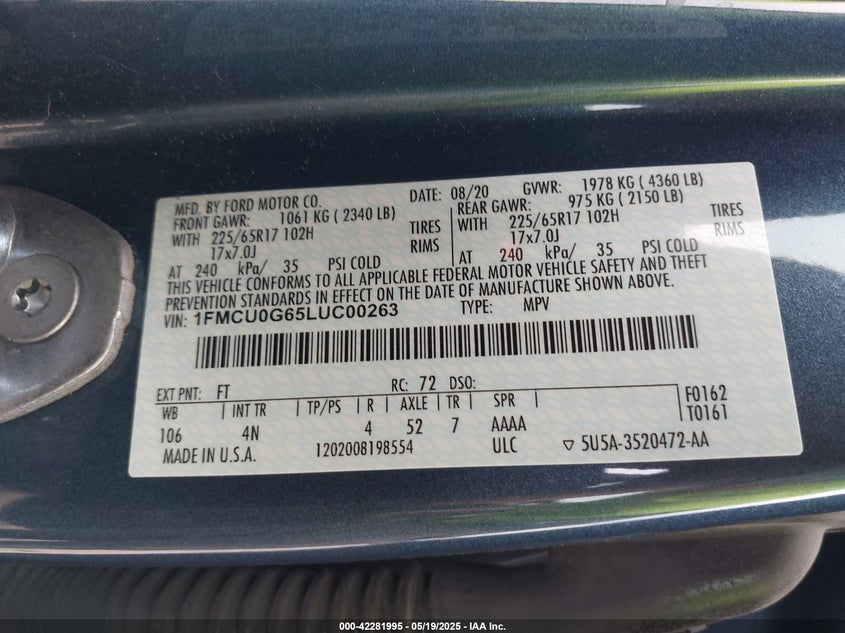 MFD. BY FORD MOTOR CO.
DATE: 08/20 GVWR: 1978 KG ( 4360 LB)
FRONT GAWR: 1061 KG ( 2340 LB)
REAR GAWR: 975 KG ( 2150 LB)
WITH 225/65R17 102H TIRES
WITH 225/65R17 102H TIRES
17x7.0J RIMS
17x7.0J RIMS
AT 240 kPa/ 35 PSI COLD
AT 240 kPa/ 35 PSI COLD
THIS VEHICLE CONFORMS TO ALL APPLICABLE FEDERAL MOTOR VEHICLE SAFETY AND THEFT
PREVENTION STANDARDS IN EFFECT ON THE DATE OF MANUFACTURE SHOWN ABOVE.
VIN: 1FMCU0G65LUC00263 TYPE: MPV
EXT PNT: FT RC: 72 DSO: F0162
WB INT TR TP/PS R AXLE TR SPR T0161
106 4N 4 52 7 AAAA
MADE IN U.S.A. 1202008198554 ULC ▽ 5U5A-3520472-AA
000-42281995 - 05/19/2025 - IAA Inc.